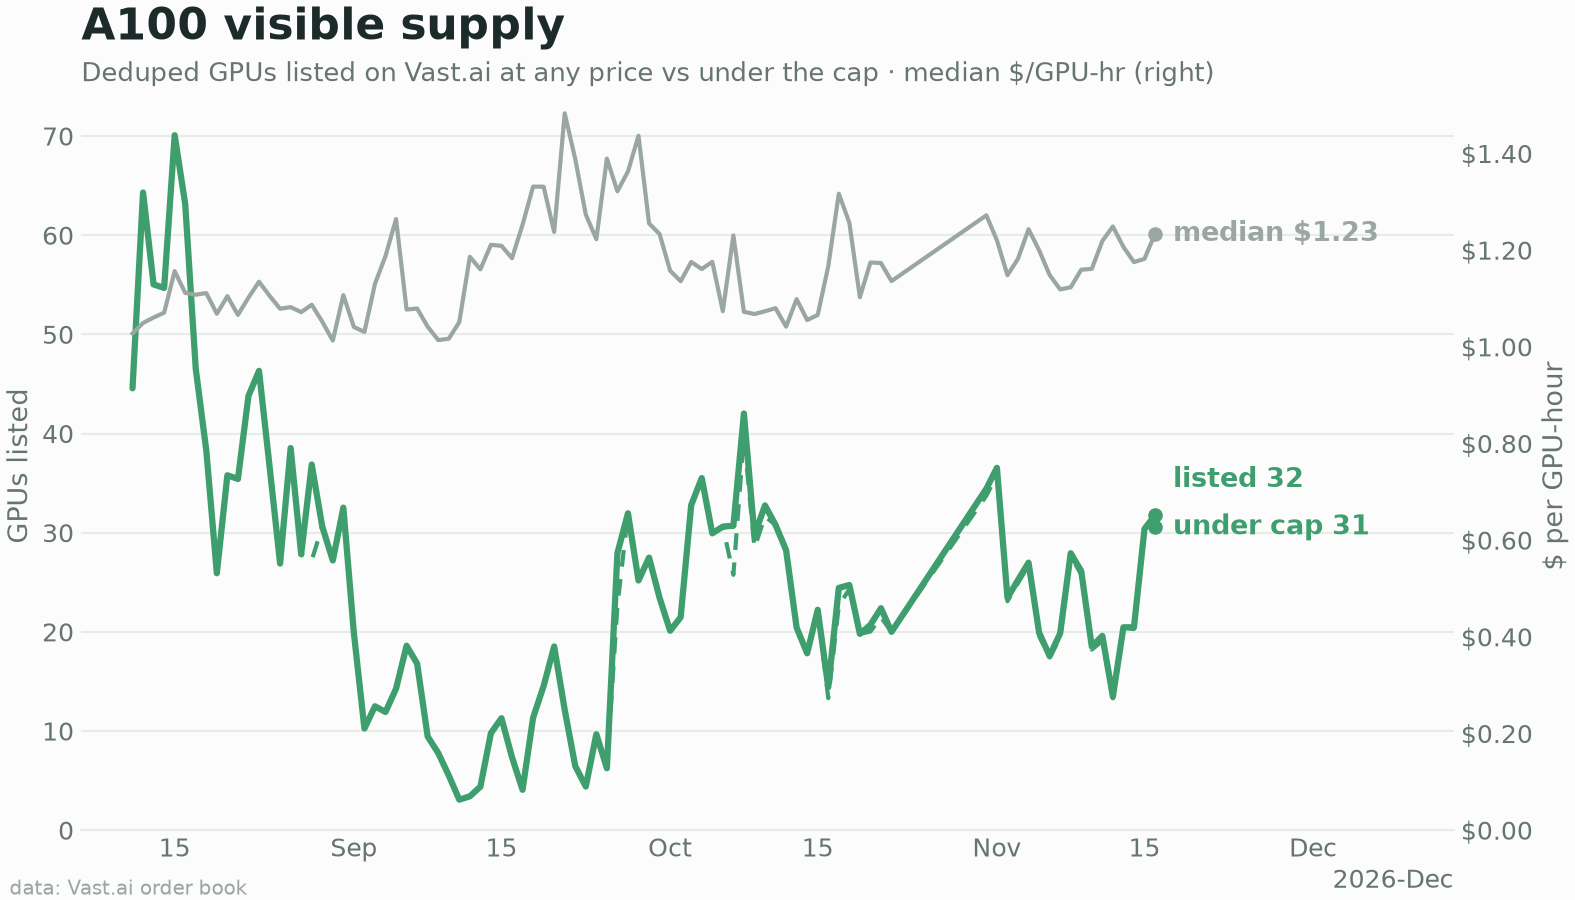 A100 visible supply
Deduped GPUs listed on Vast.ai at any price vs under the cap · median $/GPU-hr (right)
GPUs listed
70
60
50
40
30
20
10
0
$1.40
$1.20
$1.00
$0.80
$0.60
$0.40
$0.20
$0.00
$ per GPU-hour
median $1.23
listed 32
under cap 31
15
Sep
15
Oct
15
Nov
15
Dec
2026-Dec
data: Vast.ai order book